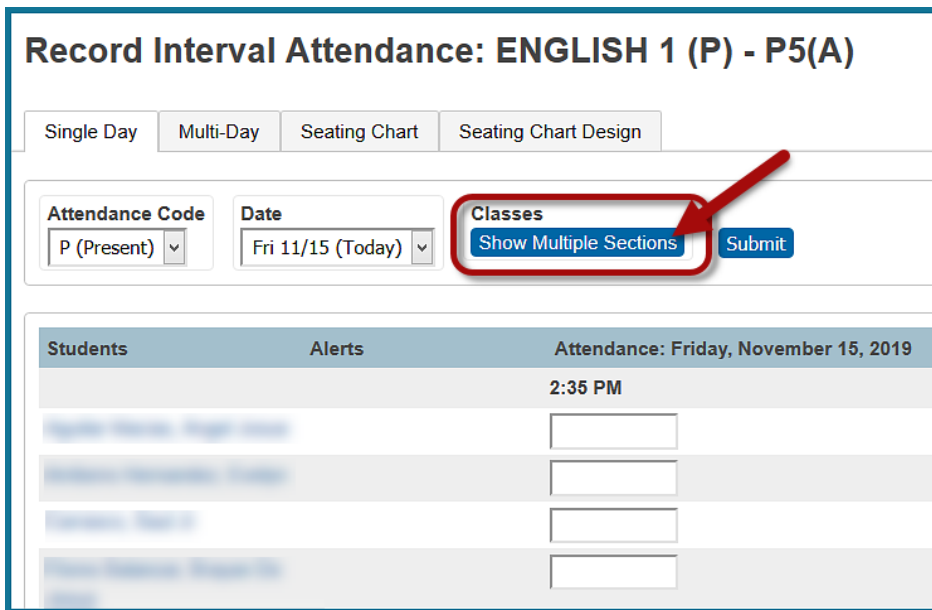 Record Interval Attendance: ENGLISH 1 (P) - P5(A)
Single Day Multi-Day Seating Chart Seating Chart Design
Attendance Code Date Classes
P (Present) Fri 11/15 (Today) Show Multiple Sections Submit
Students Alerts Attendance: Friday, November 15, 2019
2:35 PM